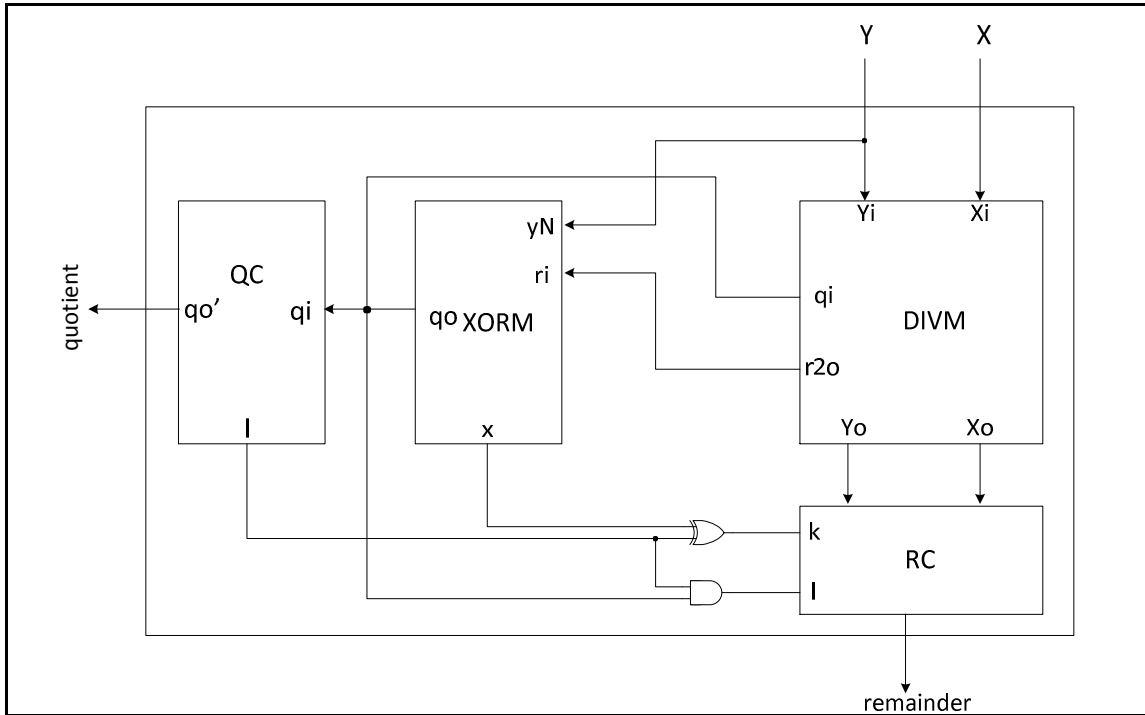 Y
X
Yi
Xi
yN
QC
ri
quotient
qo’
qi
qo
XORM
qi
DIVM
r2o
l
x
Yo
Xo
k
RC
l
remainder